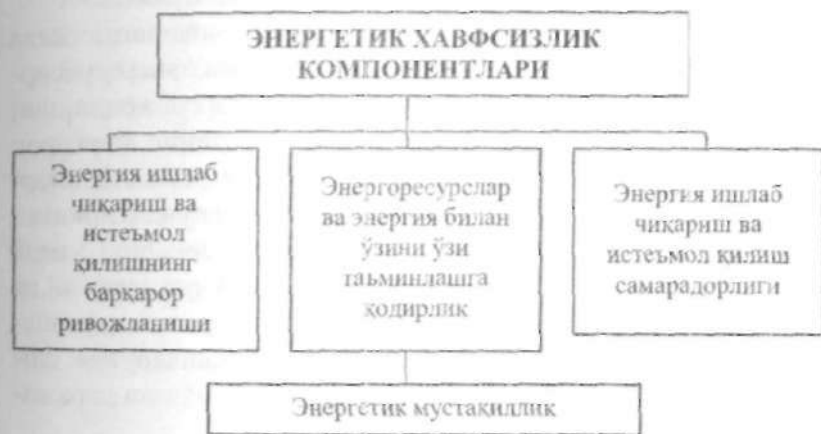 ЭНЕРГЕТИК ХАВФСИЗЛИК
КОМПОНЕНТЛАРИ
Энергия ишлаб
чиқариш ва
истеъмол
қилишнинг
барқарор
ривожланиши
Энергоресурслар
ва энергия билан
ўзини ўзи
таъминлашга
қодирлик
Энергия ишлаб
чиқариш ва
истеъмол қилиш
самарадорлиги
Энергетик мустақиллик